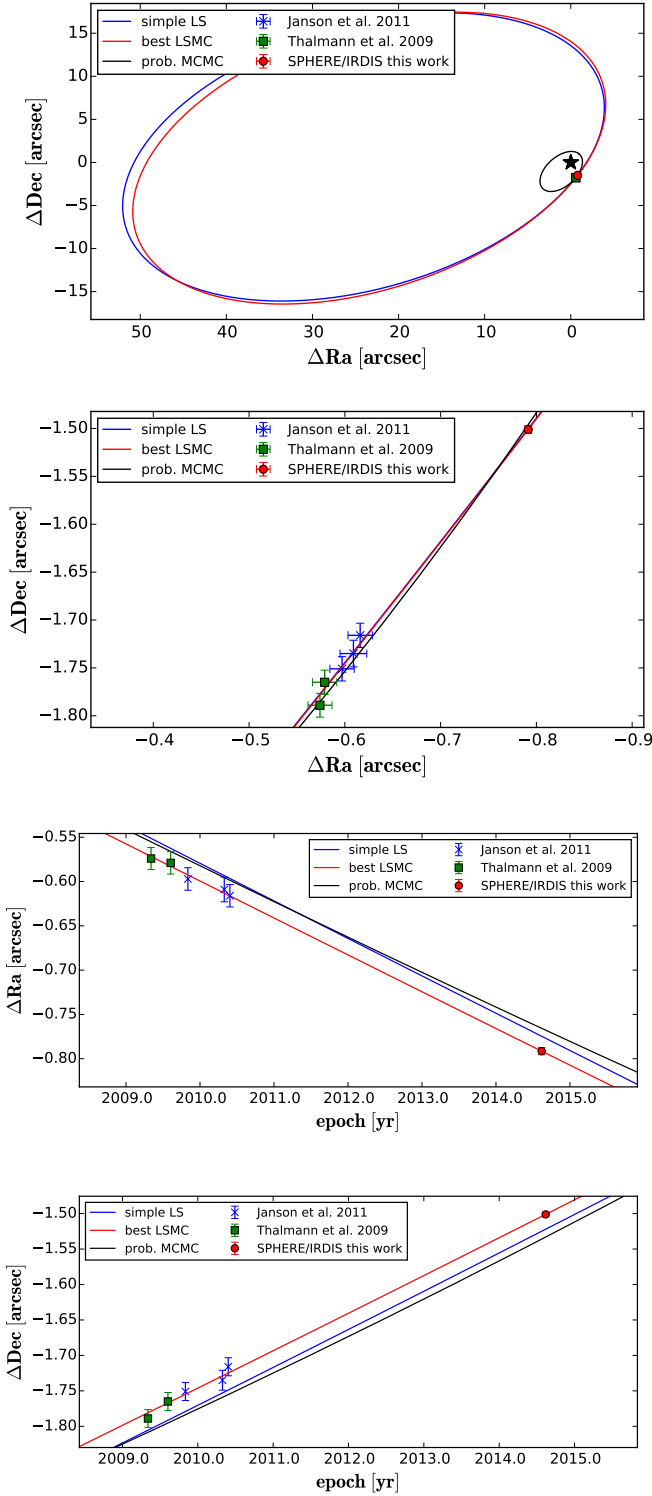 simple LS
best LSMC
prob. MCMC
Janson et al. 2011
Thalmann et al. 2009
SPHERE/IRDIS this work
15
10
5
0
−5
−10
−15
ΔDec [arcsec]
50 40 30 20 10 0
ΔRa [arcsec]
simple LS
best LSMC
prob. MCMC
Janson et al. 2011
Thalmann et al. 2009
SPHERE/IRDIS this work
−1.50
−1.55
−1.60
−1.65
−1.70
−1.75
−1.80
ΔDec [arcsec]
−0.4 −0.5 −0.6 −0.7 −0.8 −0.9
ΔRa [arcsec]
simple LS
best LSMC
prob. MCMC
Janson et al. 2011
Thalmann et al. 2009
SPHERE/IRDIS this work
−0.55
−0.60
−0.65
−0.70
−0.75
−0.80
ΔRa [arcsec]
2009.0 2010.0 2011.0 2012.0 2013.0 2014.0 2015.0
epoch [yr]
simple LS
best LSMC
prob. MCMC
Janson et al. 2011
Thalmann et al. 2009
SPHERE/IRDIS this work
−1.50
−1.55
−1.60
−1.65
−1.70
−1.75
−1.80
ΔDec [arcsec]
2009.0 2010.0 2011.0 2012.0 2013.0 2014.0 2015.0
epoch [yr]